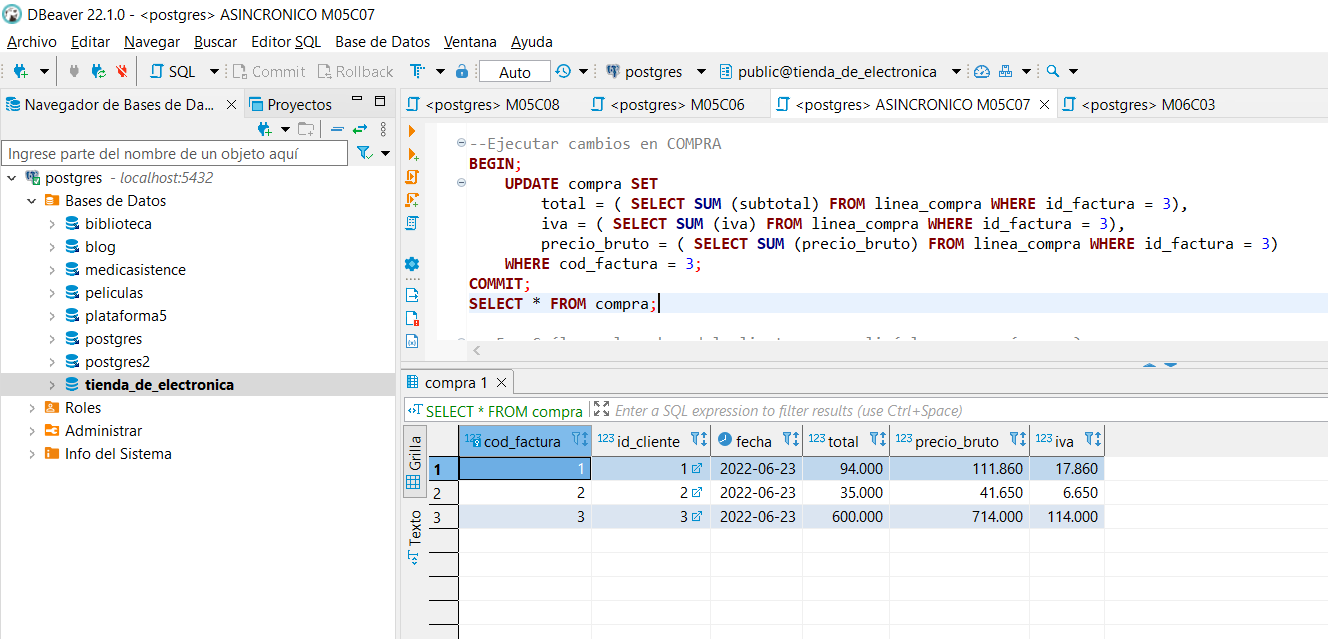 DBeaver 22.1.0 - <postgres> ASINCRONICO M05C07
Archivo Editar Navegar Buscar Editor SQL Base de Datos Ventana Ayuda
SQL Commit Rollback Auto postgres public@tienda_de_electronica
Navegador de Bases de Da... Proyectos
<postgres> M05C08 <postgres> M05C06 <postgres> ASINCRONICO M05C07 <postgres> M06C03
Ingrese parte del nombre de un objeto aquí
postgres - localhost:5432
Bases de Datos
biblioteca
blog
medicasistence
peliculas
plataforma5
postgres
postgres2
tienda_de_electronica
Roles
Administrar
Info del Sistema
--Ejecutar cambios en COMPRA
BEGIN;
UPDATE compra SET
total = ( SELECT SUM (subtotal) FROM linea_compra WHERE id_factura = 3),
iva = ( SELECT SUM (iva) FROM linea_compra WHERE id_factura = 3),
precio_bruto = ( SELECT SUM (precio_bruto) FROM linea_compra WHERE id_factura = 3)
WHERE cod_factura = 3;
COMMIT;
SELECT * FROM compra;
compra 1
SELECT * FROM compra Enter a SQL expression to filter results (use Ctrl+Space)
Grilla
Texto
123 cod_factura 123 id_cliente fecha 123 total 123 precio_bruto 123 iva
1 1 1 2022-06-23 94.000 111.860 17.860
2 2 2 2022-06-23 35.000 41.650 6.650
3 3 3 2022-06-23 600.000 714.000 114.000